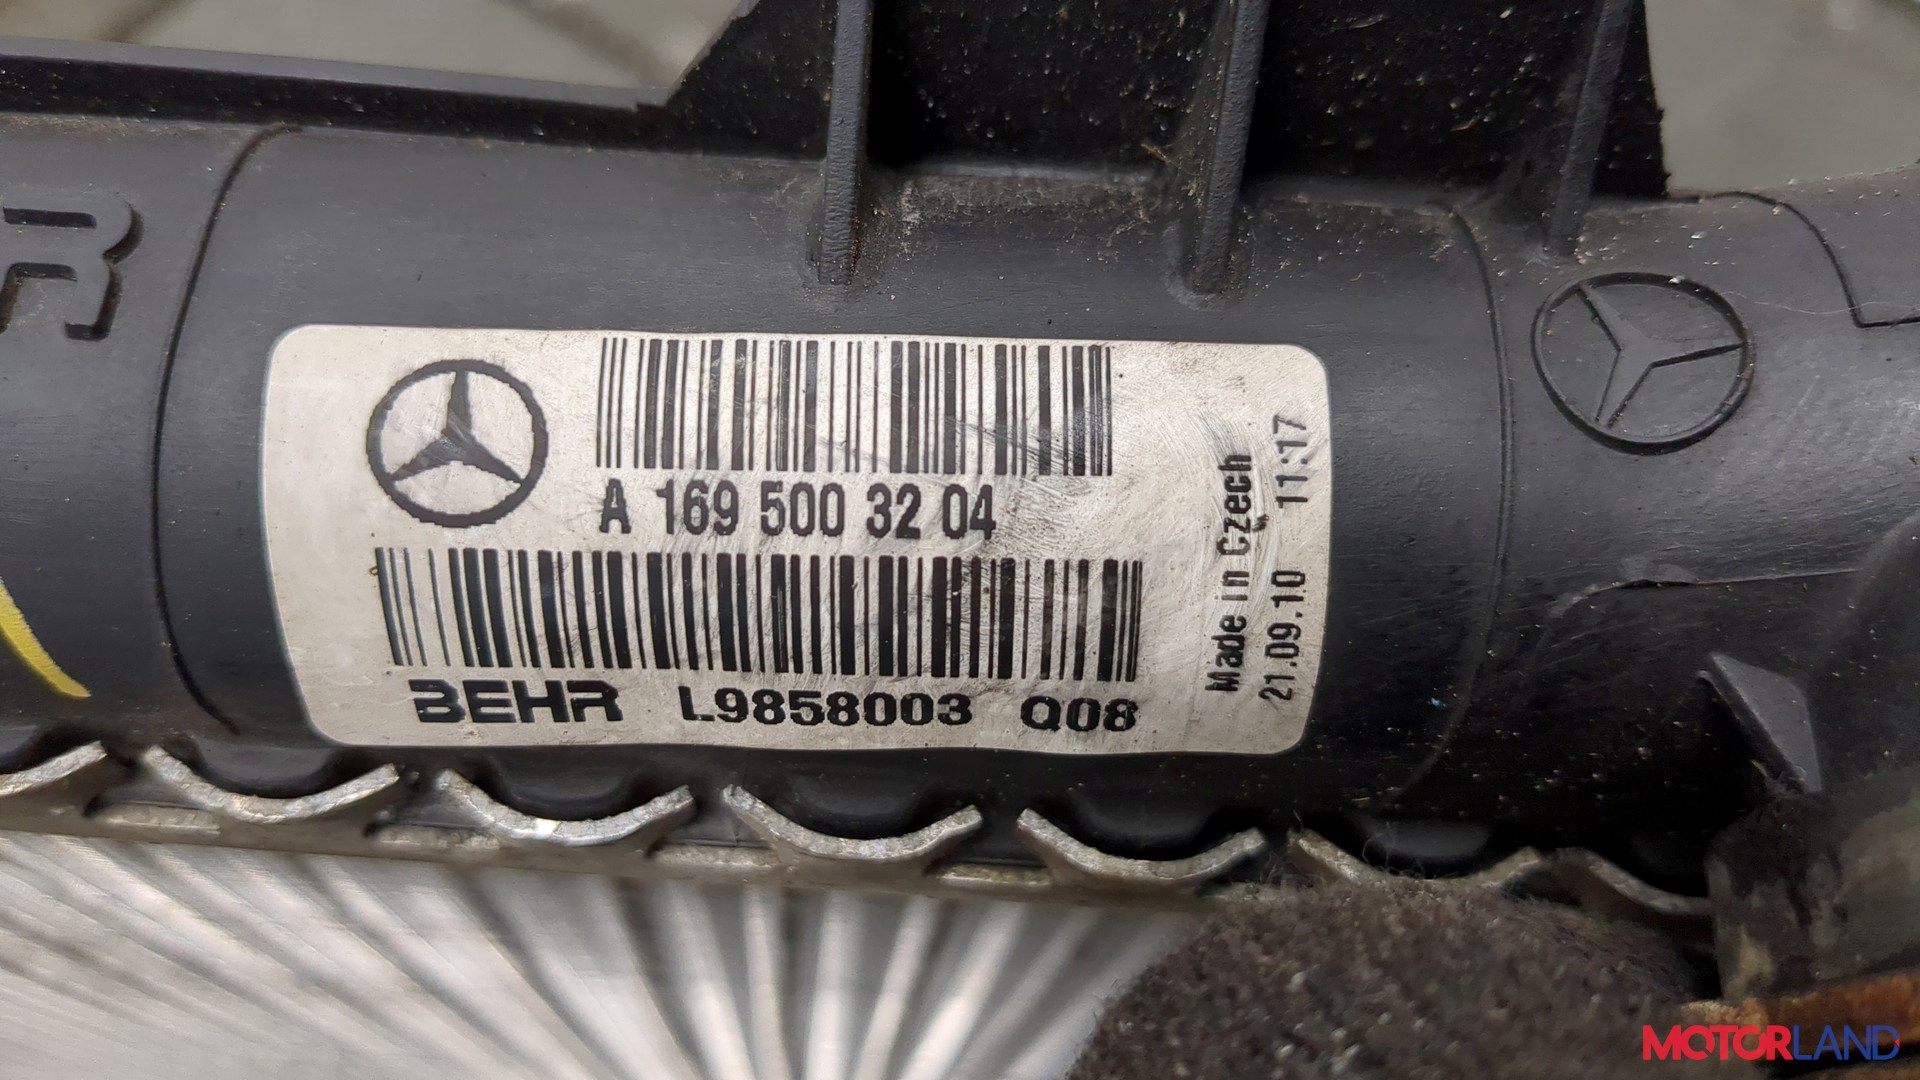 R
A 169 500 32 04
BEHR L9858003 Q08
Made in Czech
21.09.10 11:17
MOTORLAND